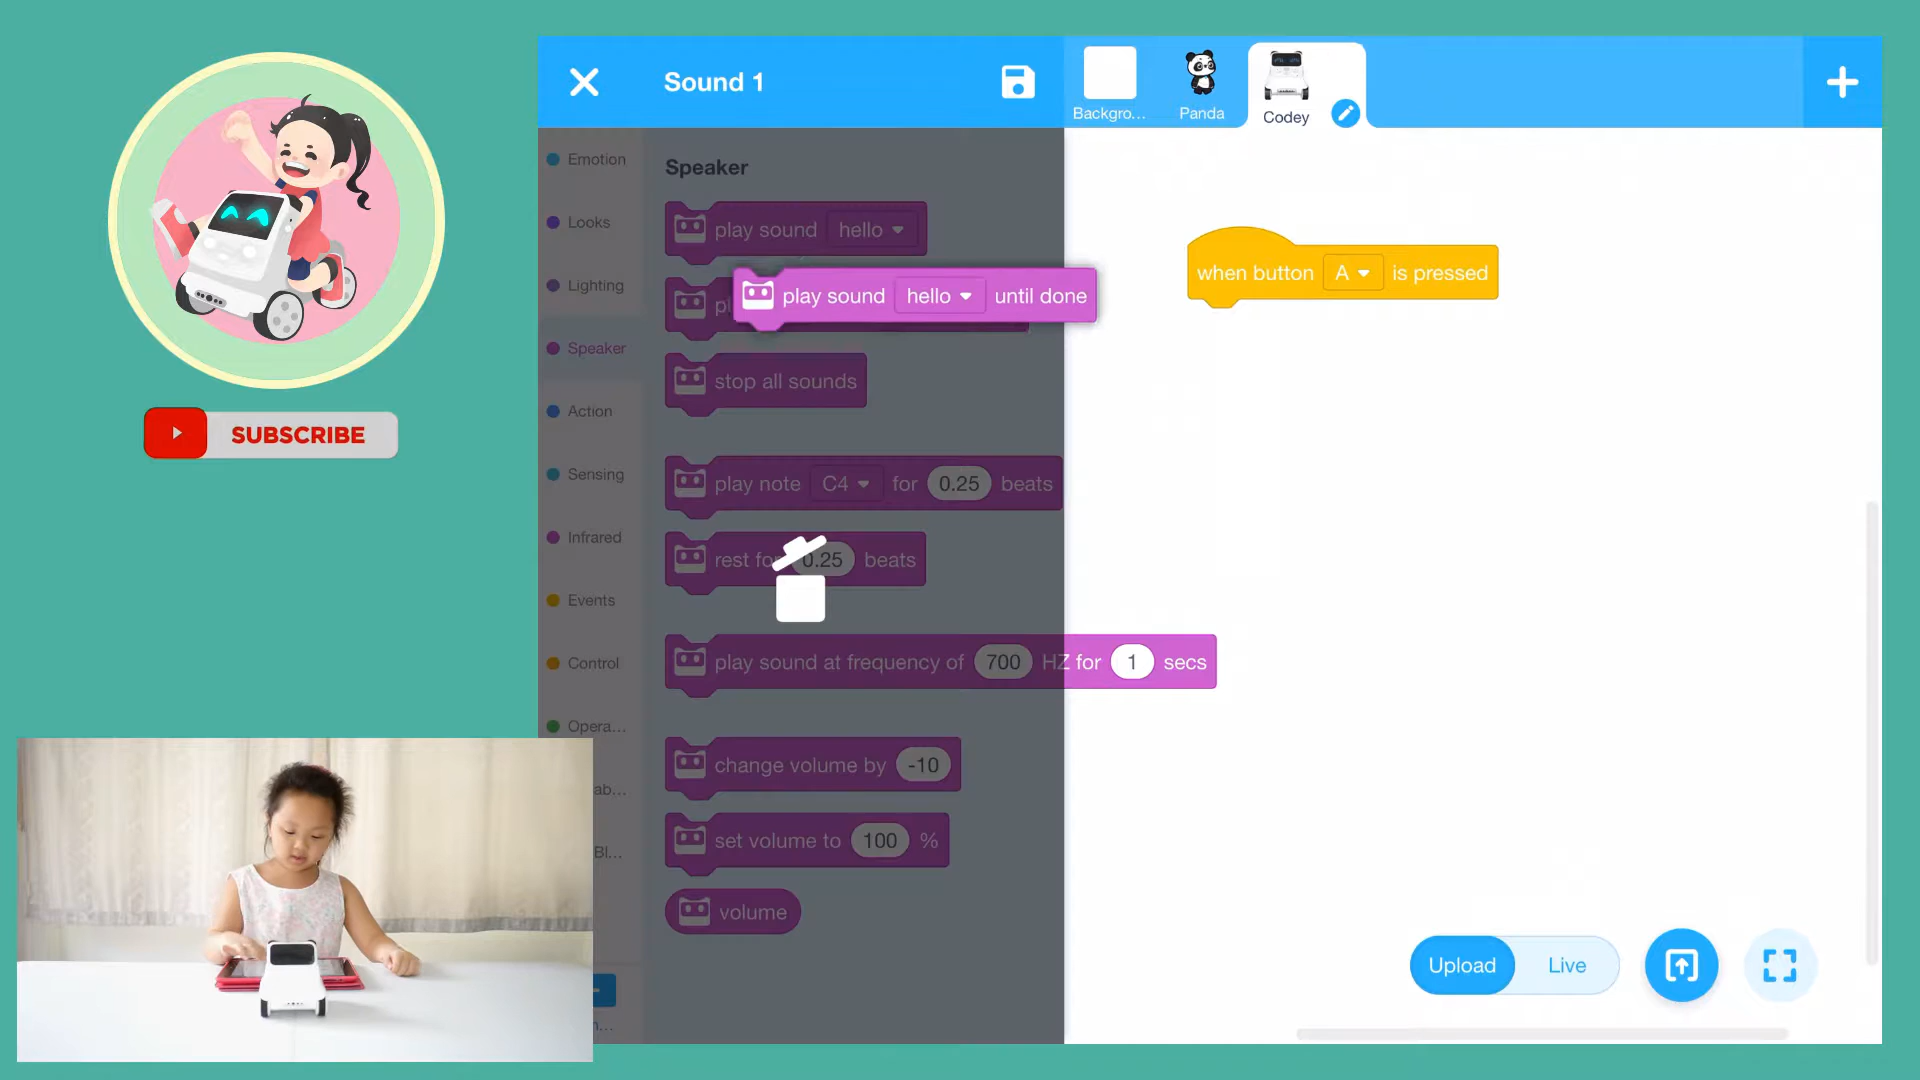 Sound 1
Backgro...
Panda
Codey
SUBSCRIBE
Emotion
Looks
Lighting
Speaker
Action
Sensing
Infrared
Events
Control
Opera...
ab...
Bl...
n...
Speaker
play sound hello
pl
play sound hello until done
stop all sounds
play note C4 for 0.25 beats
rest fo 0.25 beats
play sound at frequency of 700 HZ for 1 secs
change volume by -10
set volume to 100 %
volume
when button A is pressed
Upload
Live